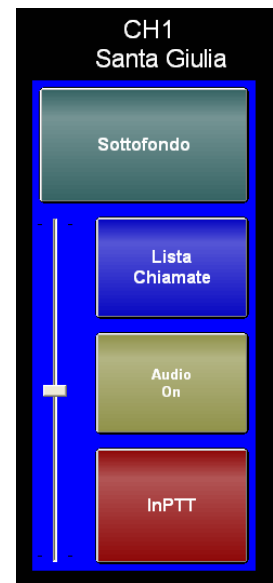 CH1
Santa Giulia
Sottofondo
Lista
Chiamate
Audio
On
InPTT